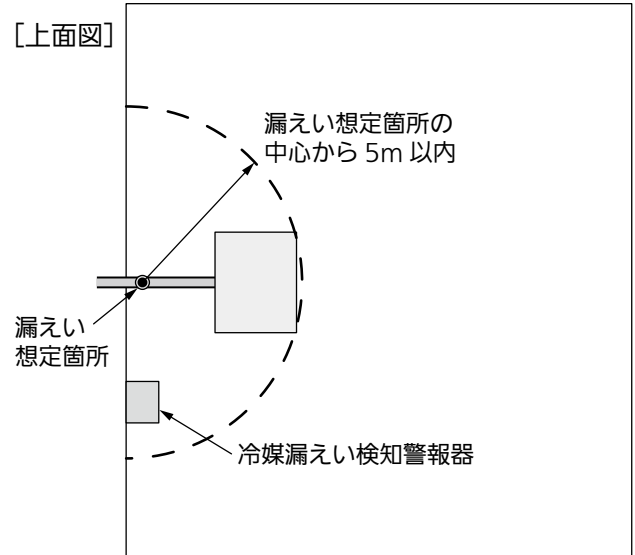 ［上面図］
漏えい想定箇所の
中心から 5m 以内
漏えい
想定箇所
冷媒漏えい検知警報器